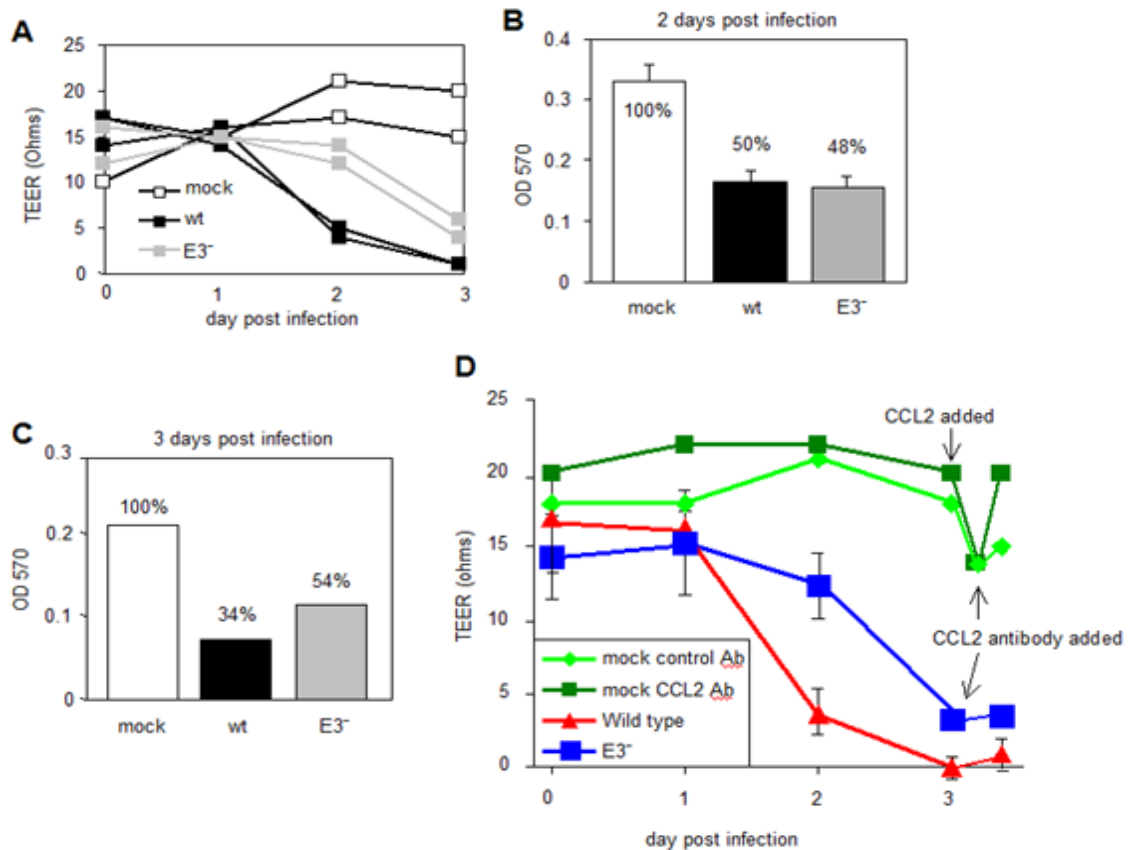 A
25
20
15
10
5
0
TEER (Ohms)
mock
wt
E3⁻
0 1 2 3
day post infection
B
2 days post infection
0.4
0.3
0.2
0.1
0
OD 570
100%
50%
48%
mock wt E3⁻
C
3 days post infection
0.3
0.2
0.1
0
OD 570
100%
34%
54%
mock wt E3⁻
D
25
20
15
10
5
0
TEER (ohms)
CCL2 added
CCL2 antibody added
mock control Ab
mock CCL2 Ab
Wild type
E3⁻
0 1 2 3
day post infection